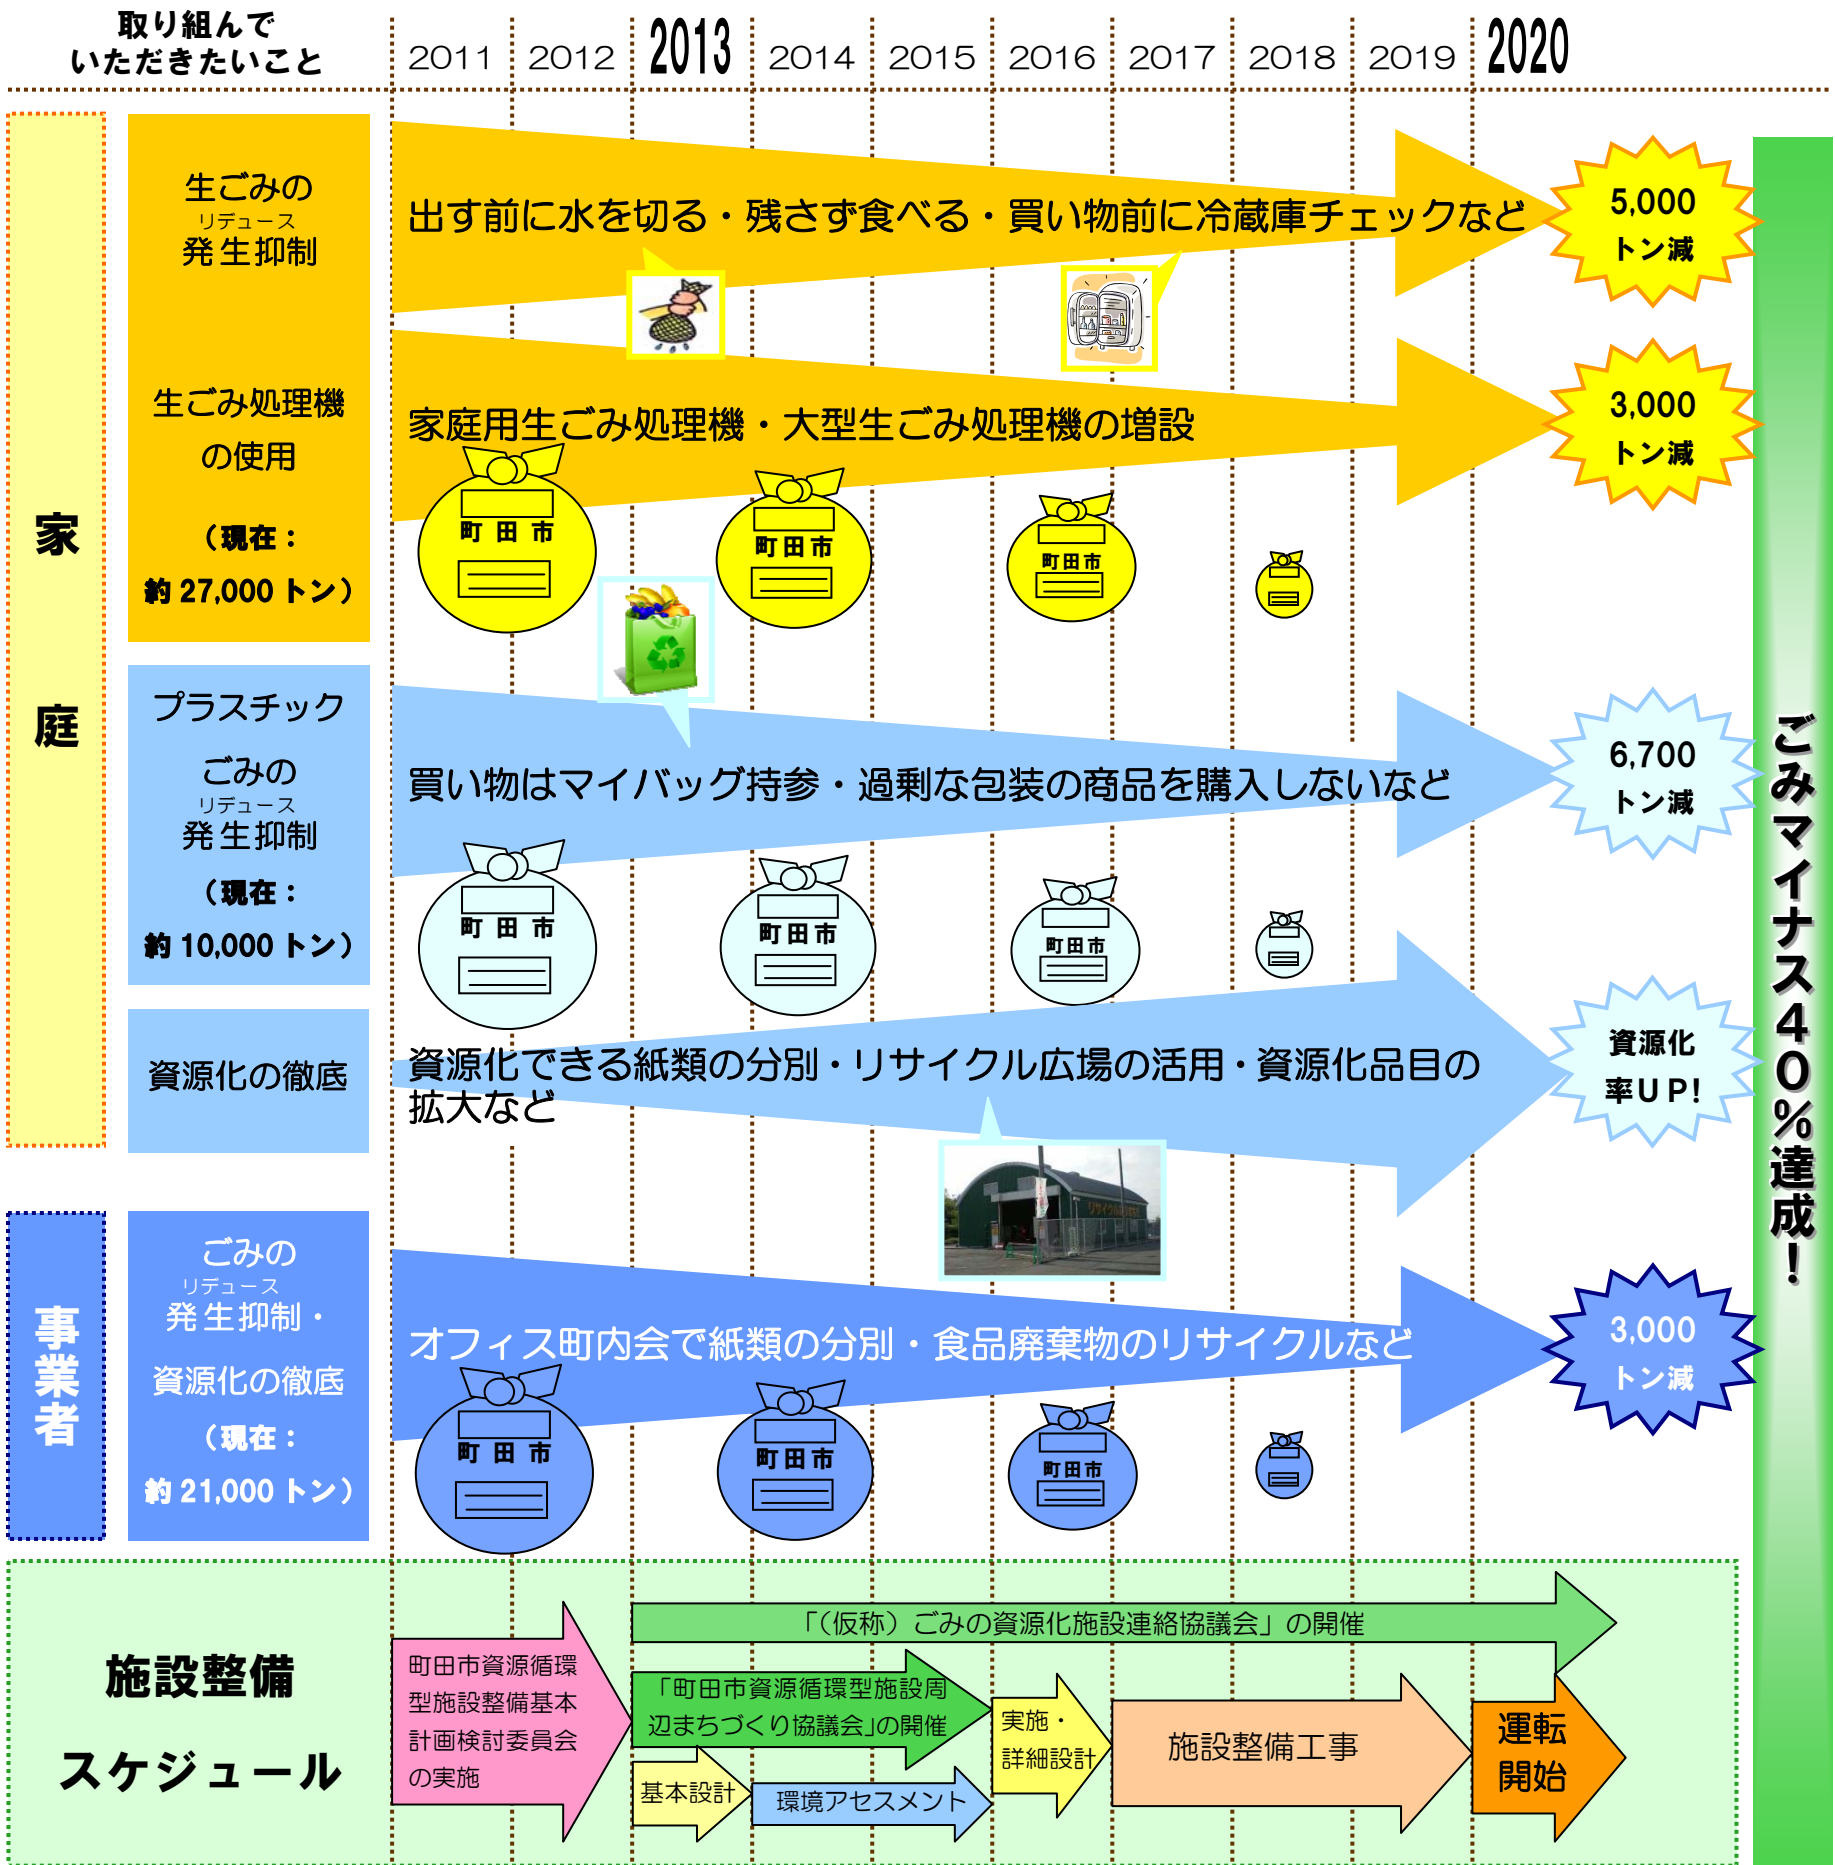 取り組んで
いただきたいこと
2011 2012 2013 2014 2015 2016 2017 2018 2019 2020
家庭
生ごみの
リデュース
発生抑制
出す前に水を切る・残さず食べる・買い物前に冷蔵庫チェックなど
5,000
トン減
生ごみ処理機
の使用
（現在：
約27,000トン）
家庭用生ごみ処理機・大型生ごみ処理機の増設
3,000
トン減
町田市
町田市
町田市
プラスチック
ごみの
リデュース
発生抑制
（現在：
約10,000トン）
買い物はマイバッグ持参・過剰な包装の商品を購入しないなど
6,700
トン減
町田市
町田市
町田市
資源化の徹底
資源化できる紙類の分別・リサイクル広場の活用・資源化品目の
拡大など
資源化
率ＵＰ！
事業者
ごみの
リデュース
発生抑制・
資源化の徹底
（現在：
約21,000トン）
オフィス町内会で紙類の分別・食品廃棄物のリサイクルなど
3,000
トン減
町田市
町田市
町田市
ごみマイナス４０％達成！
施設整備
スケジュール
町田市資源循環
型施設整備基本
計画検討委員会
の実施
「（仮称）ごみの資源化施設連絡協議会」の開催
「町田市資源循環型施設周
辺まちづくり協議会」の開催
基本設計
環境アセスメント
実施・
詳細設計
施設整備工事
運転
開始